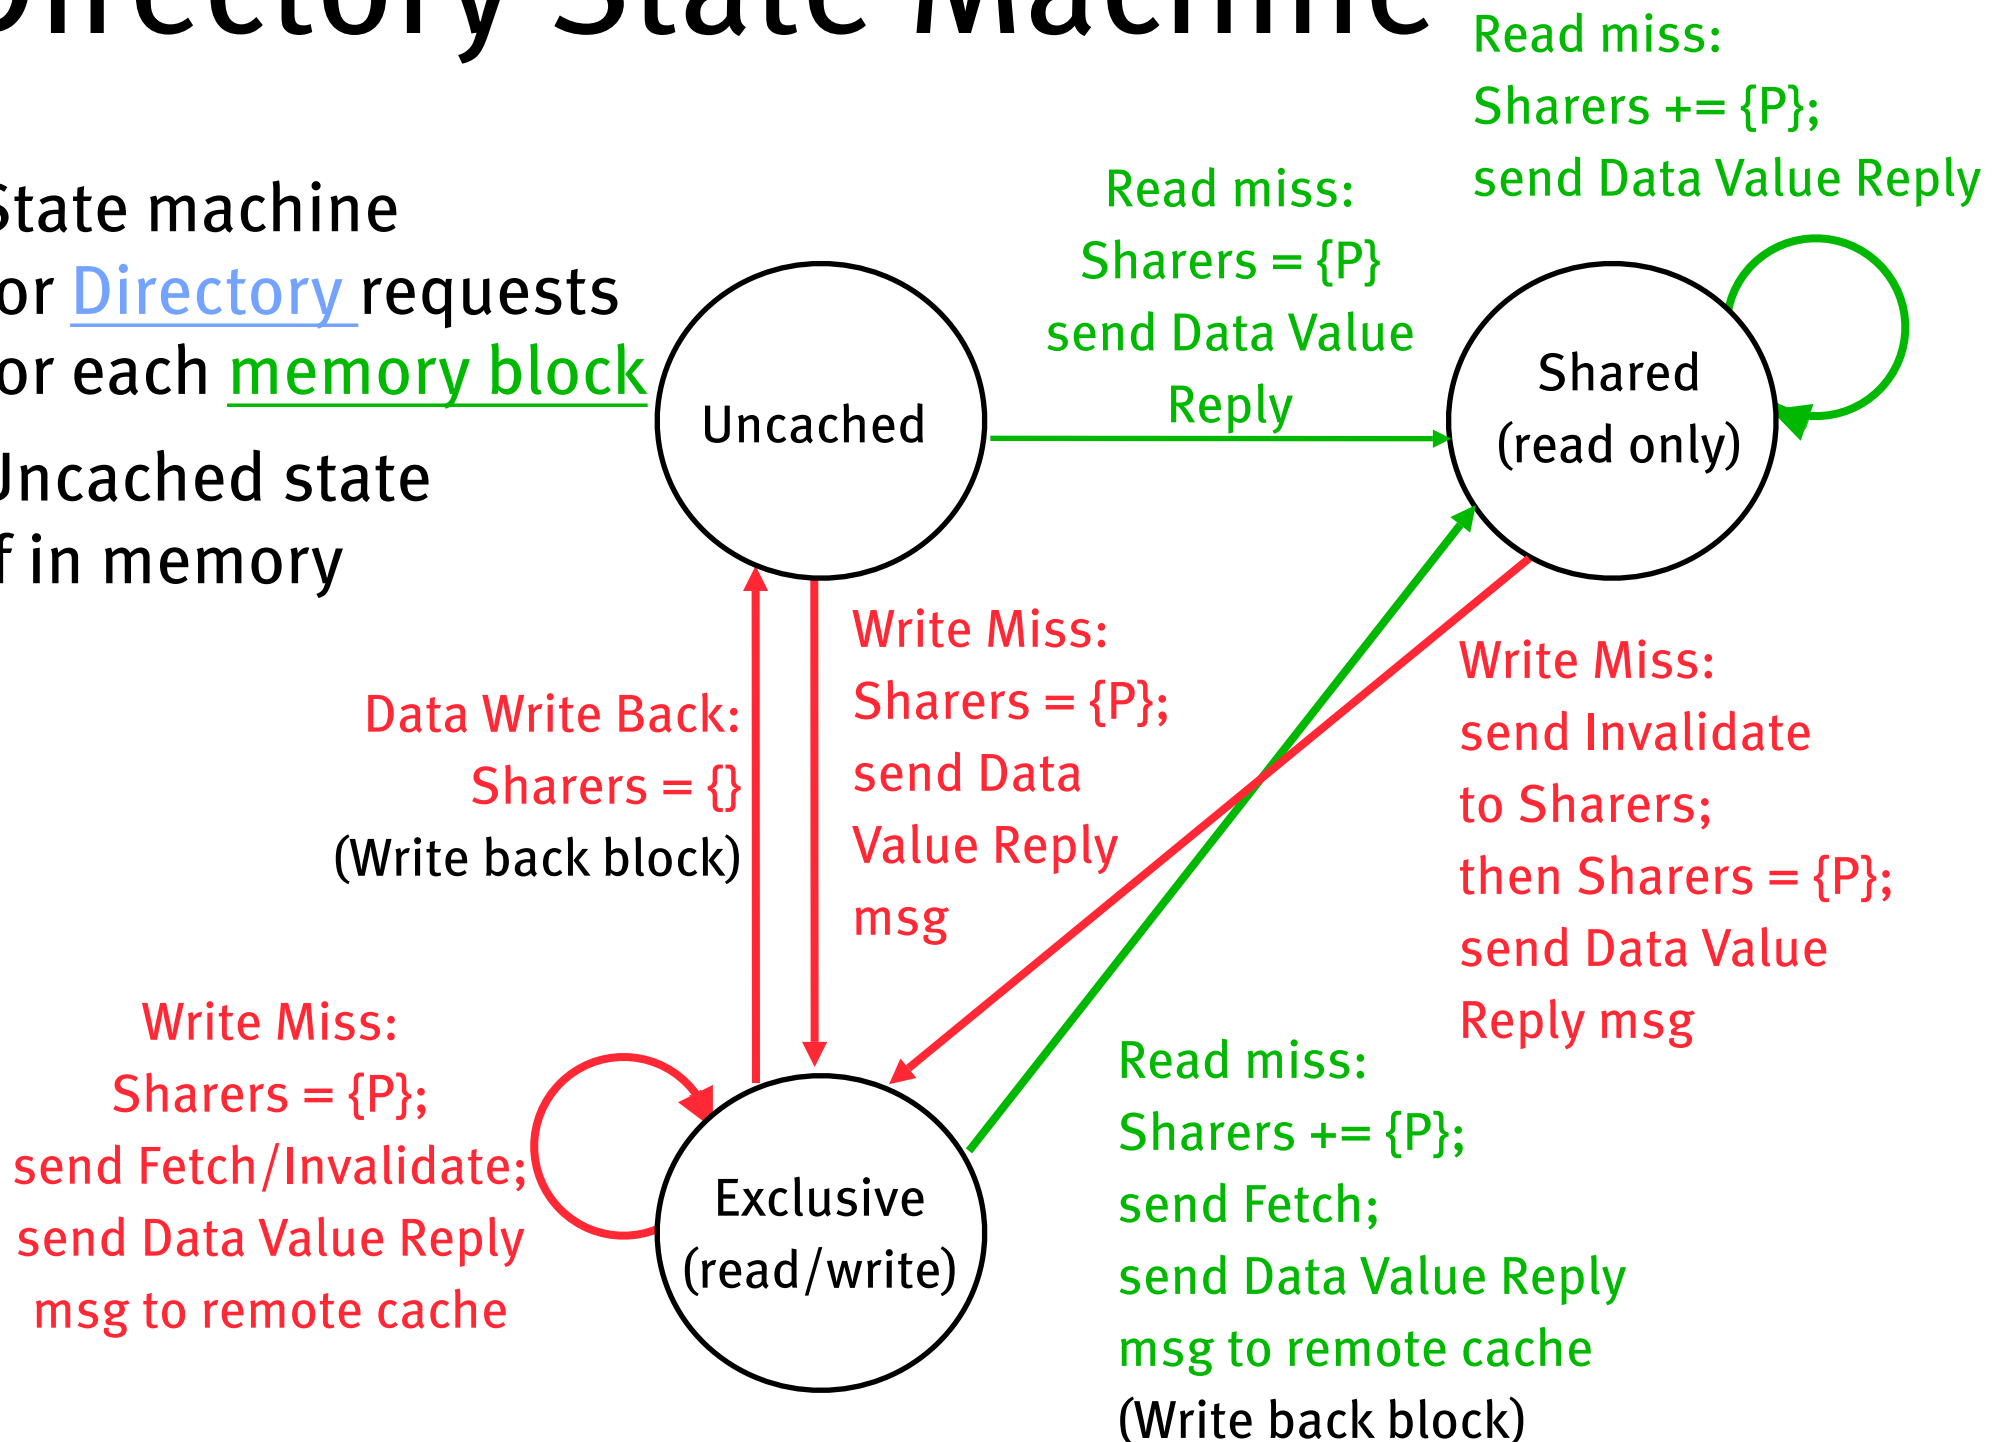 Directory State Machine
State machine
or Directory requests
or each memory block
Uncached state
f in memory
Read miss:
Sharers += {P};
send Data Value Reply
Read miss:
Sharers = {P}
send Data Value
Reply
Uncached
Shared
(read only)
Data Write Back:
Sharers = {}
(Write back block)
Write Miss:
Sharers = {P};
send Data
Value Reply
msg
Write Miss:
send Invalidate
to Sharers;
then Sharers = {P};
send Data Value
Reply msg
Write Miss:
Sharers = {P};
send Fetch/Invalidate;
send Data Value Reply
msg to remote cache
Exclusive
(read/write)
Read miss:
Sharers += {P};
send Fetch;
send Data Value Reply
msg to remote cache
(Write back block)